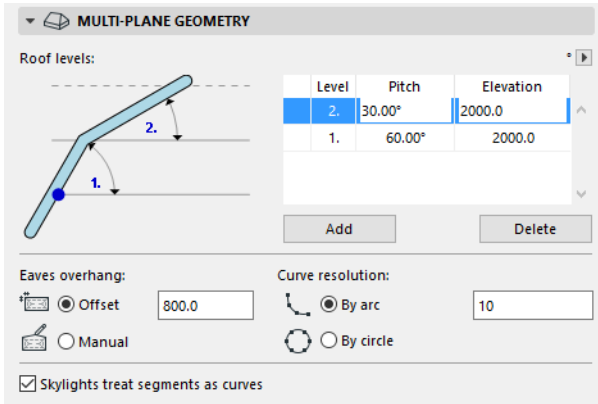 MULTI-PLANE GEOMETRY
Roof levels:
°
Level Pitch Elevation
2. 30.00° 2000.0
1. 60.00° 2000.0
2.
1.
Add Delete
Eaves overhang: Curve resolution:
Offset 800.0 By arc 10
Manual By circle
Skylights treat segments as curves